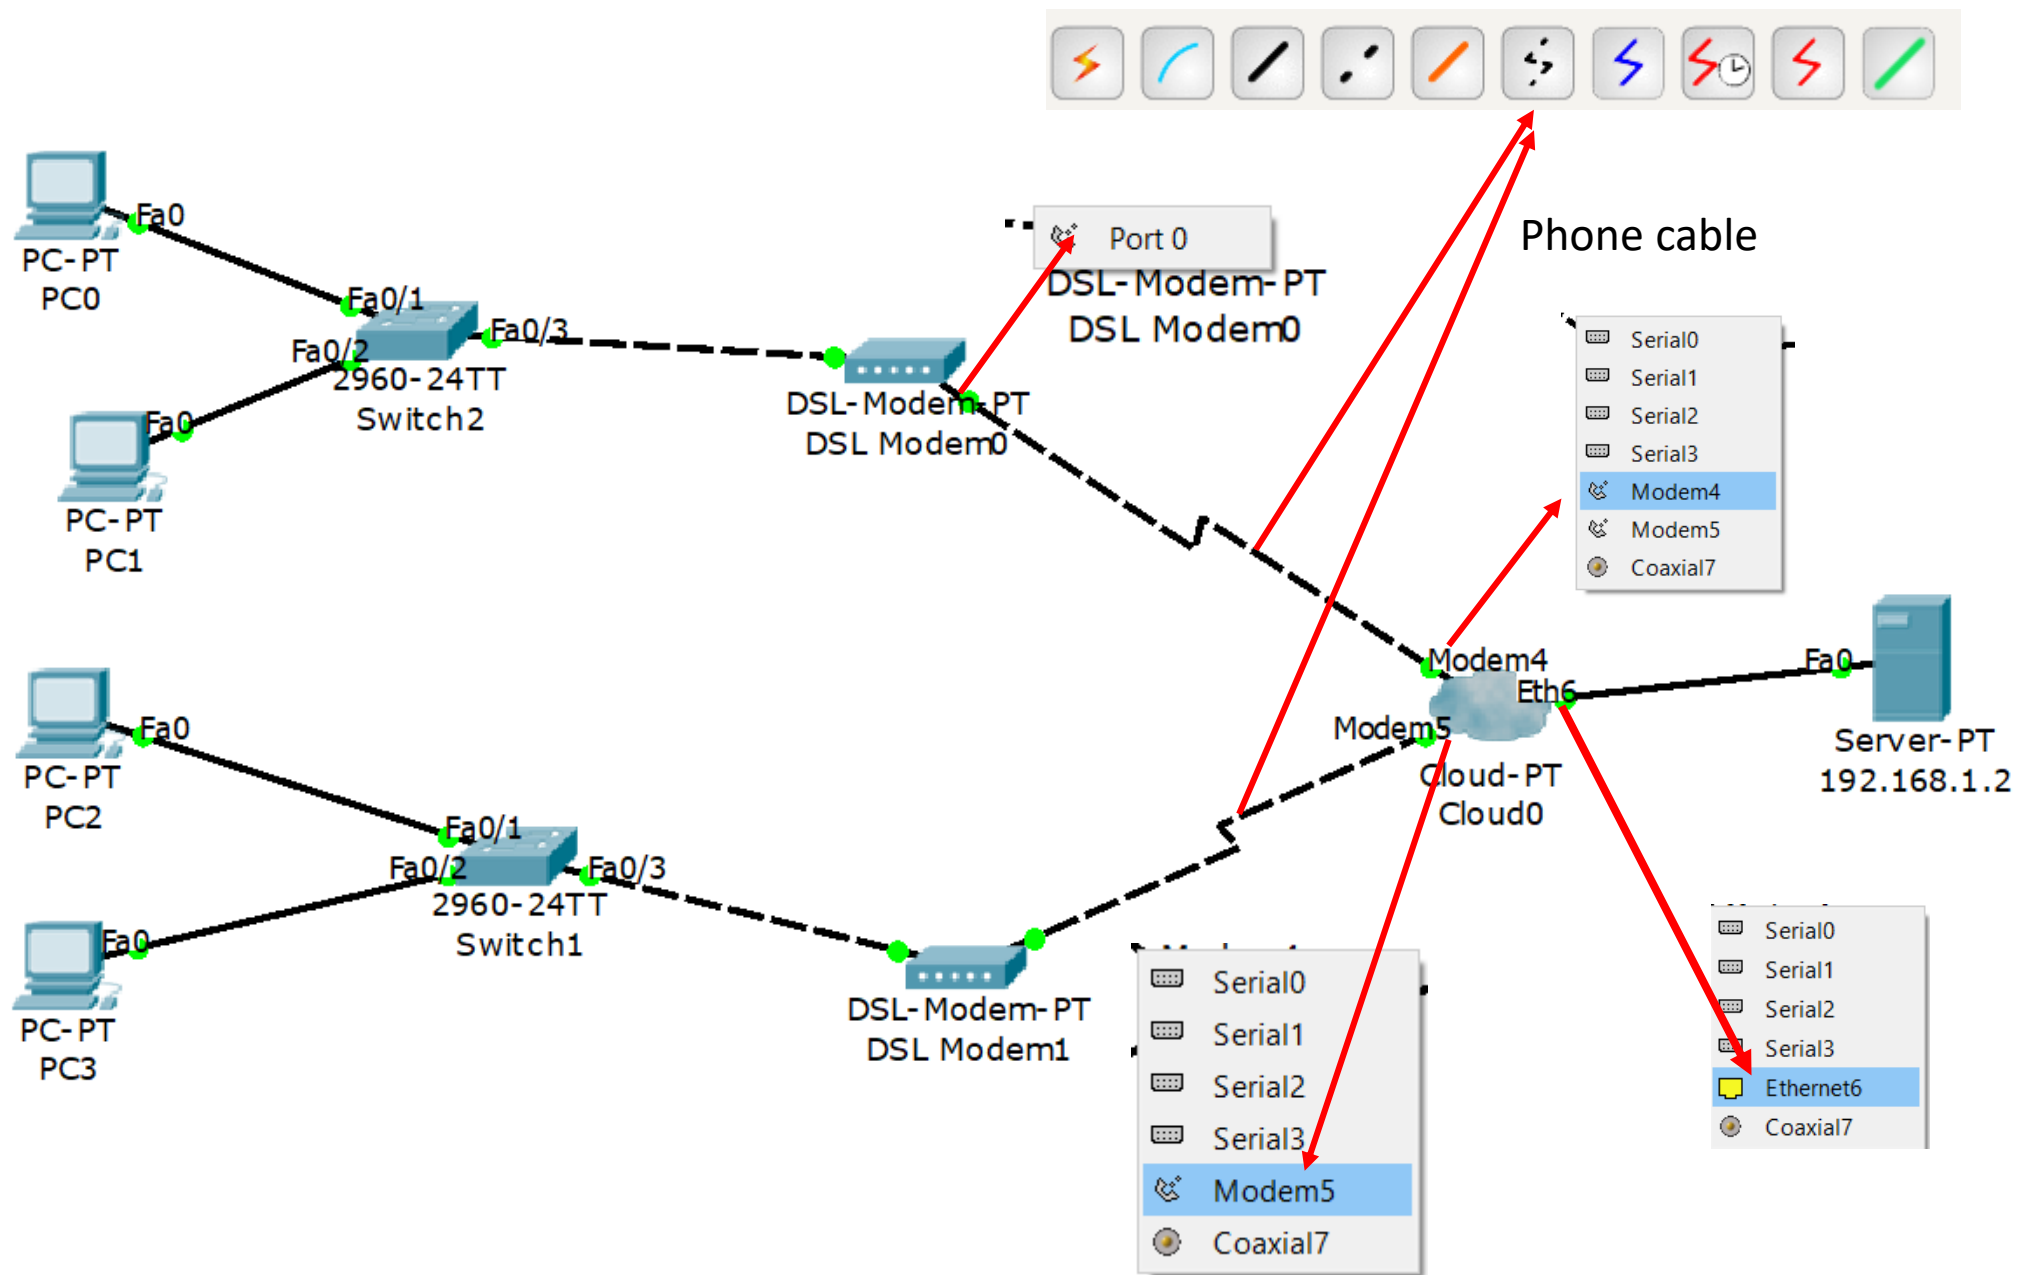 Phone cable
Port 0
DSL-Modem-PT
DSL Modem0
Fa0
PC-PT
PC0
Fa0/1
Fa0/2
Fa0/3
2960-24TT
Switch2
Fa0
PC-PT
PC1
DSL-Modem-PT
DSL Modem0
Serial0
Serial1
Serial2
Serial3
Modem4
Modem5
Coaxial7
Modem4
Eth6
Modem5
Cloud-PT
Cloud0
Fa0
Server-PT
192.168.1.2
Fa0
PC-PT
PC2
Fa0/1
Fa0/2
Fa0/3
2960-24TT
Switch1
Fa0
PC-PT
PC3
DSL-Modem-PT
DSL Modem1
Serial0
Serial1
Serial2
Serial3
Modem5
Coaxial7
Serial0
Serial1
Serial2
Serial3
Ethernet6
Coaxial7